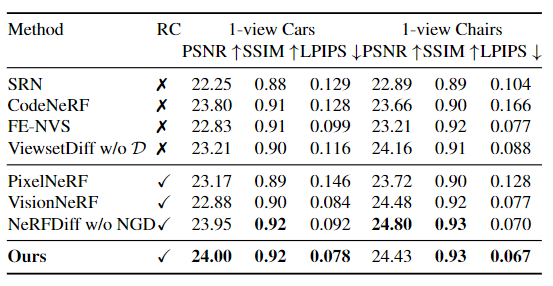 Method RC 1-view Cars 1-view Chairs
PSNR ↑ SSIM ↑ LPIPS ↓ PSNR ↑ SSIM ↑ LPIPS ↓
SRN ✗ 22.25 0.88 0.129 22.89 0.89 0.104
CodeNeRF ✗ 23.80 0.91 0.128 23.66 0.90 0.166
FE-NVS ✗ 22.83 0.91 0.099 23.21 0.92 0.077
ViewsetDiff w/o 𝒟 ✗ 23.21 0.90 0.116 24.16 0.91 0.088
PixelNeRF ✓ 23.17 0.89 0.146 23.72 0.90 0.128
VisionNeRF ✓ 22.88 0.90 0.084 24.48 0.92 0.077
NeRFDiff w/o NGD ✓ 23.95 0.92 0.092 24.80 0.93 0.070
Ours ✓ 24.00 0.92 0.078 24.43 0.93 0.067